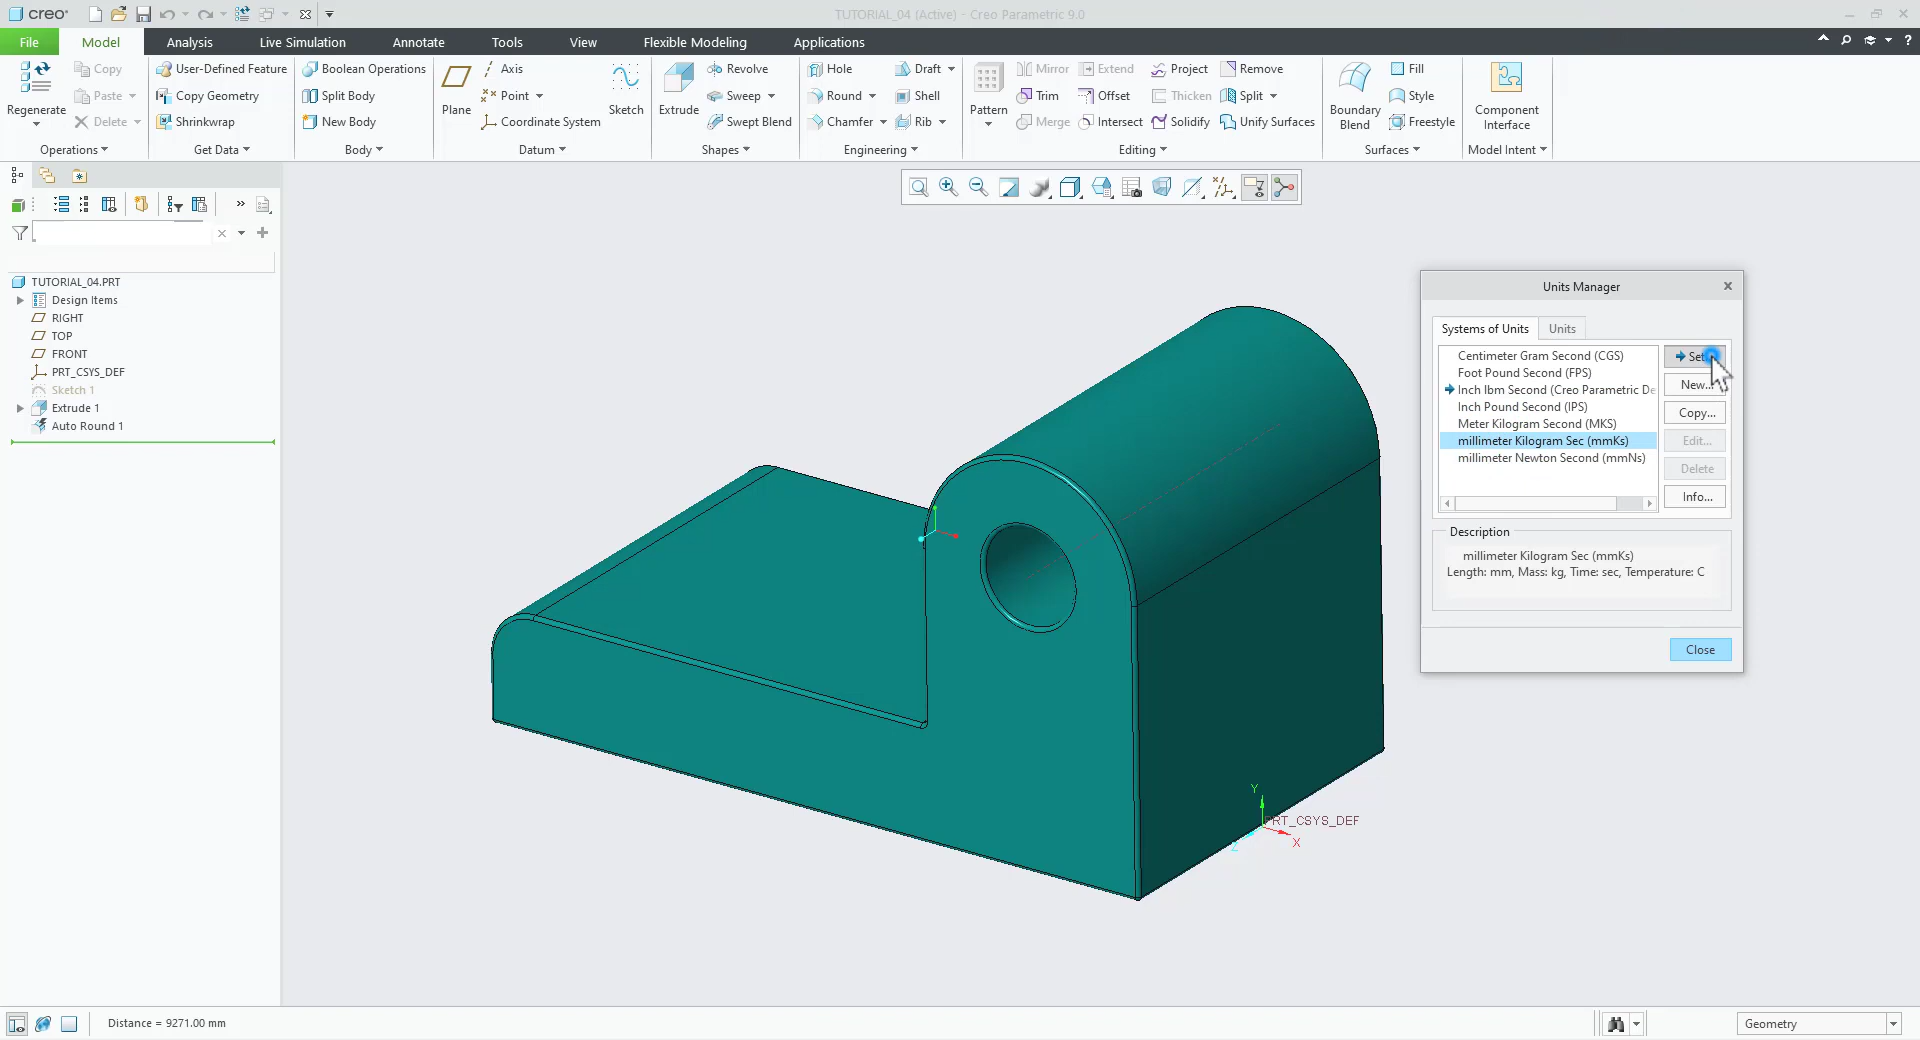 creo®
TUTORIAL_04 (Active) - Creo Parametric 9.0
File Model Analysis Live Simulation Annotate Tools View Flexible Modeling Applications
Regenerate
Copy
Paste
Delete
Operations
User-Defined Feature
Copy Geometry
Shrinkwrap
Get Data
Boolean Operations
Split Body
New Body
Body
Plane
Axis
Point
Coordinate System
Sketch
Datum
Extrude
Revolve
Sweep
Swept Blend
Shapes
Hole
Round
Chamfer
Draft
Shell
Rib
Engineering
Pattern
Mirror
Trim
Merge
Extend
Offset
Intersect
Project
Thicken
Solidify
Remove
Split
Unify Surfaces
Editing
Boundary
Blend
Fill
Style
Freestyle
Surfaces
Component
Interface
Model Intent
TUTORIAL_04.PRT
Design Items
RIGHT
TOP
FRONT
PRT_CSYS_DEF
Sketch 1
Extrude 1
Auto Round 1
Y
PRT_CSYS_DEF
X
Z
Units Manager
Systems of Units Units
Centimeter Gram Second (CGS)
Foot Pound Second (FPS)
Inch lbm Second (Creo Parametric De
Inch Pound Second (IPS)
Meter Kilogram Second (MKS)
millimeter Kilogram Sec (mmKs)
millimeter Newton Second (mmNs)
Set...
New...
Copy...
Edit...
Delete
Info...
Description
millimeter Kilogram Sec (mmKs)
Length: mm, Mass: kg, Time: sec, Temperature: C
Close
Distance = 9271.00 mm
Geometry